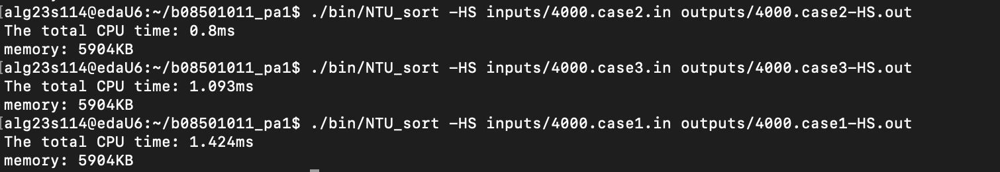 [alg23s114@edaU6:~/b08501011_pa1$ ./bin/NTU_sort -HS inputs/4000.case2.in outputs/4000.case2-HS.out
The total CPU time: 0.8ms
memory: 5904KB
[alg23s114@edaU6:~/b08501011_pa1$ ./bin/NTU_sort -HS inputs/4000.case3.in outputs/4000.case3-HS.out
The total CPU time: 1.093ms
memory: 5904KB
[alg23s114@edaU6:~/b08501011_pa1$ ./bin/NTU_sort -HS inputs/4000.case1.in outputs/4000.case1-HS.out
The total CPU time: 1.424ms
memory: 5904KB